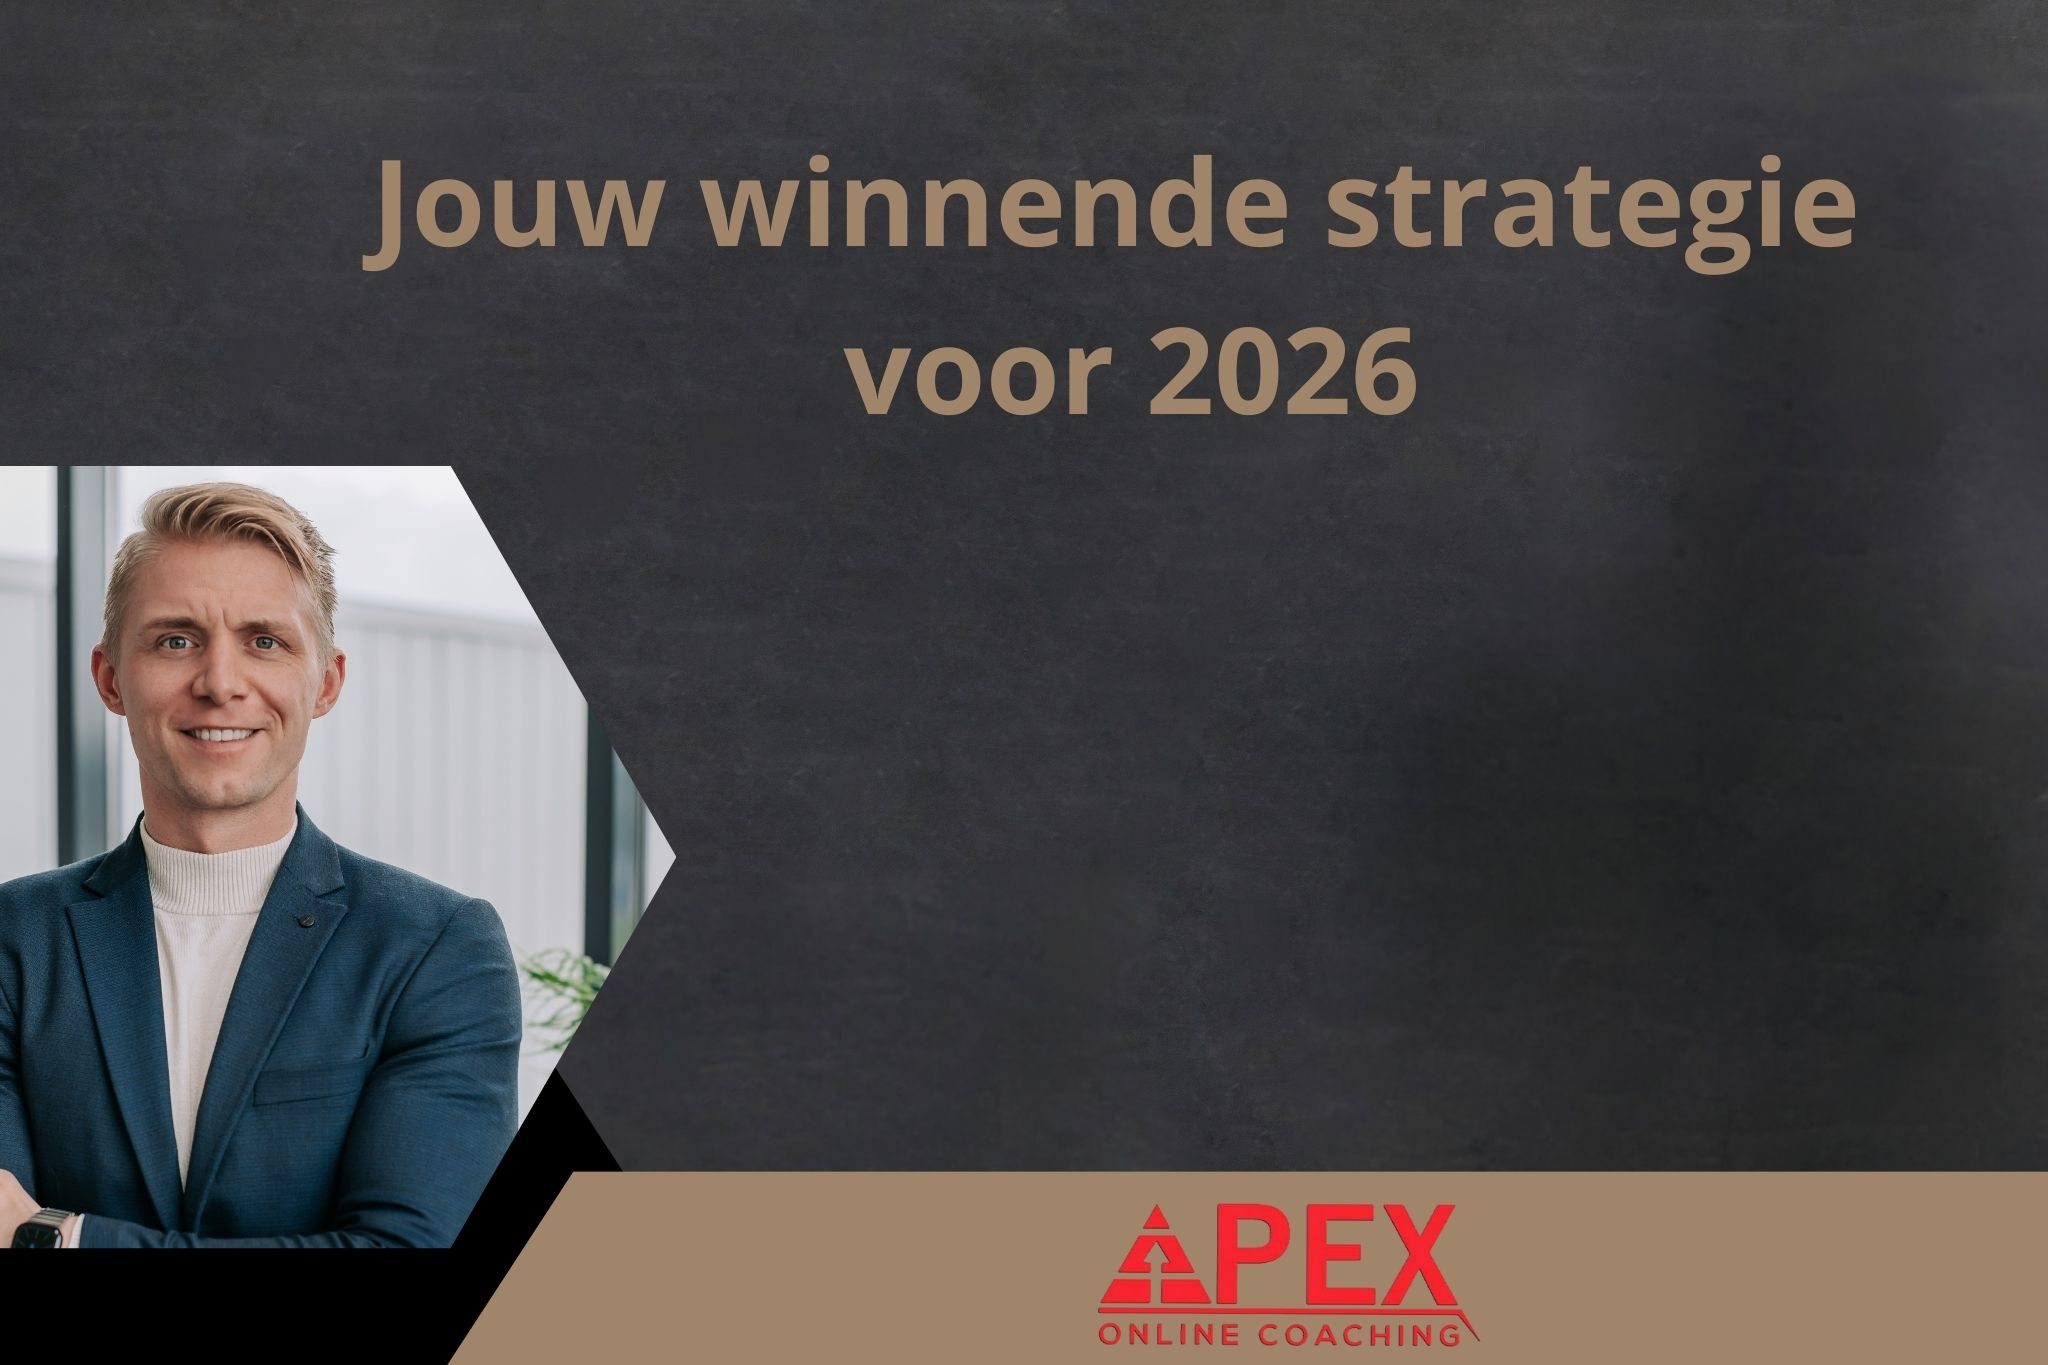 Jouw winnende strategie
voor 2026
APEX
ONLINE COACHING